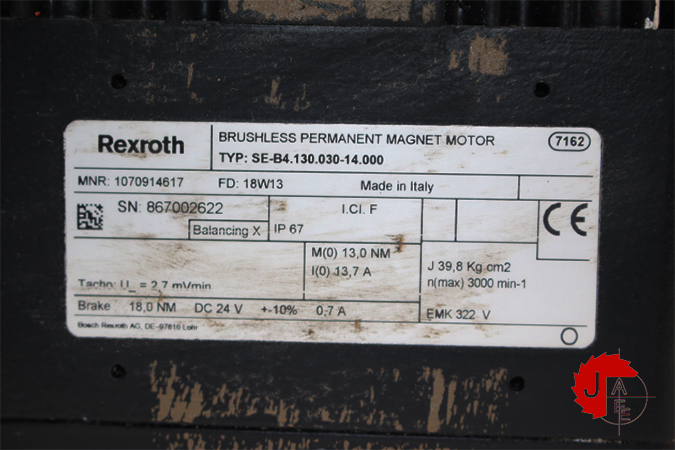 Rexroth
BRUSHLESS PERMANENT MAGNET MOTOR
7162
TYP: SE-B4.130.030-14.000
MNR: 1070914617 FD: 18W13 Made in Italy
SN: 867002622 I.Cl. F CE
Balancing X IP 67
M(0) 13,0 NM
I(0) 13,7 A
J 39,8 Kg cm2
n(max) 3000 min-1
Tacho: U_ = 2,7 mV/min
Brake 18,0 NM DC 24 V +-10% 0,7 A
EMK 322 V
Bosch Rexroth AG, DE-97816 Lohr
J
A